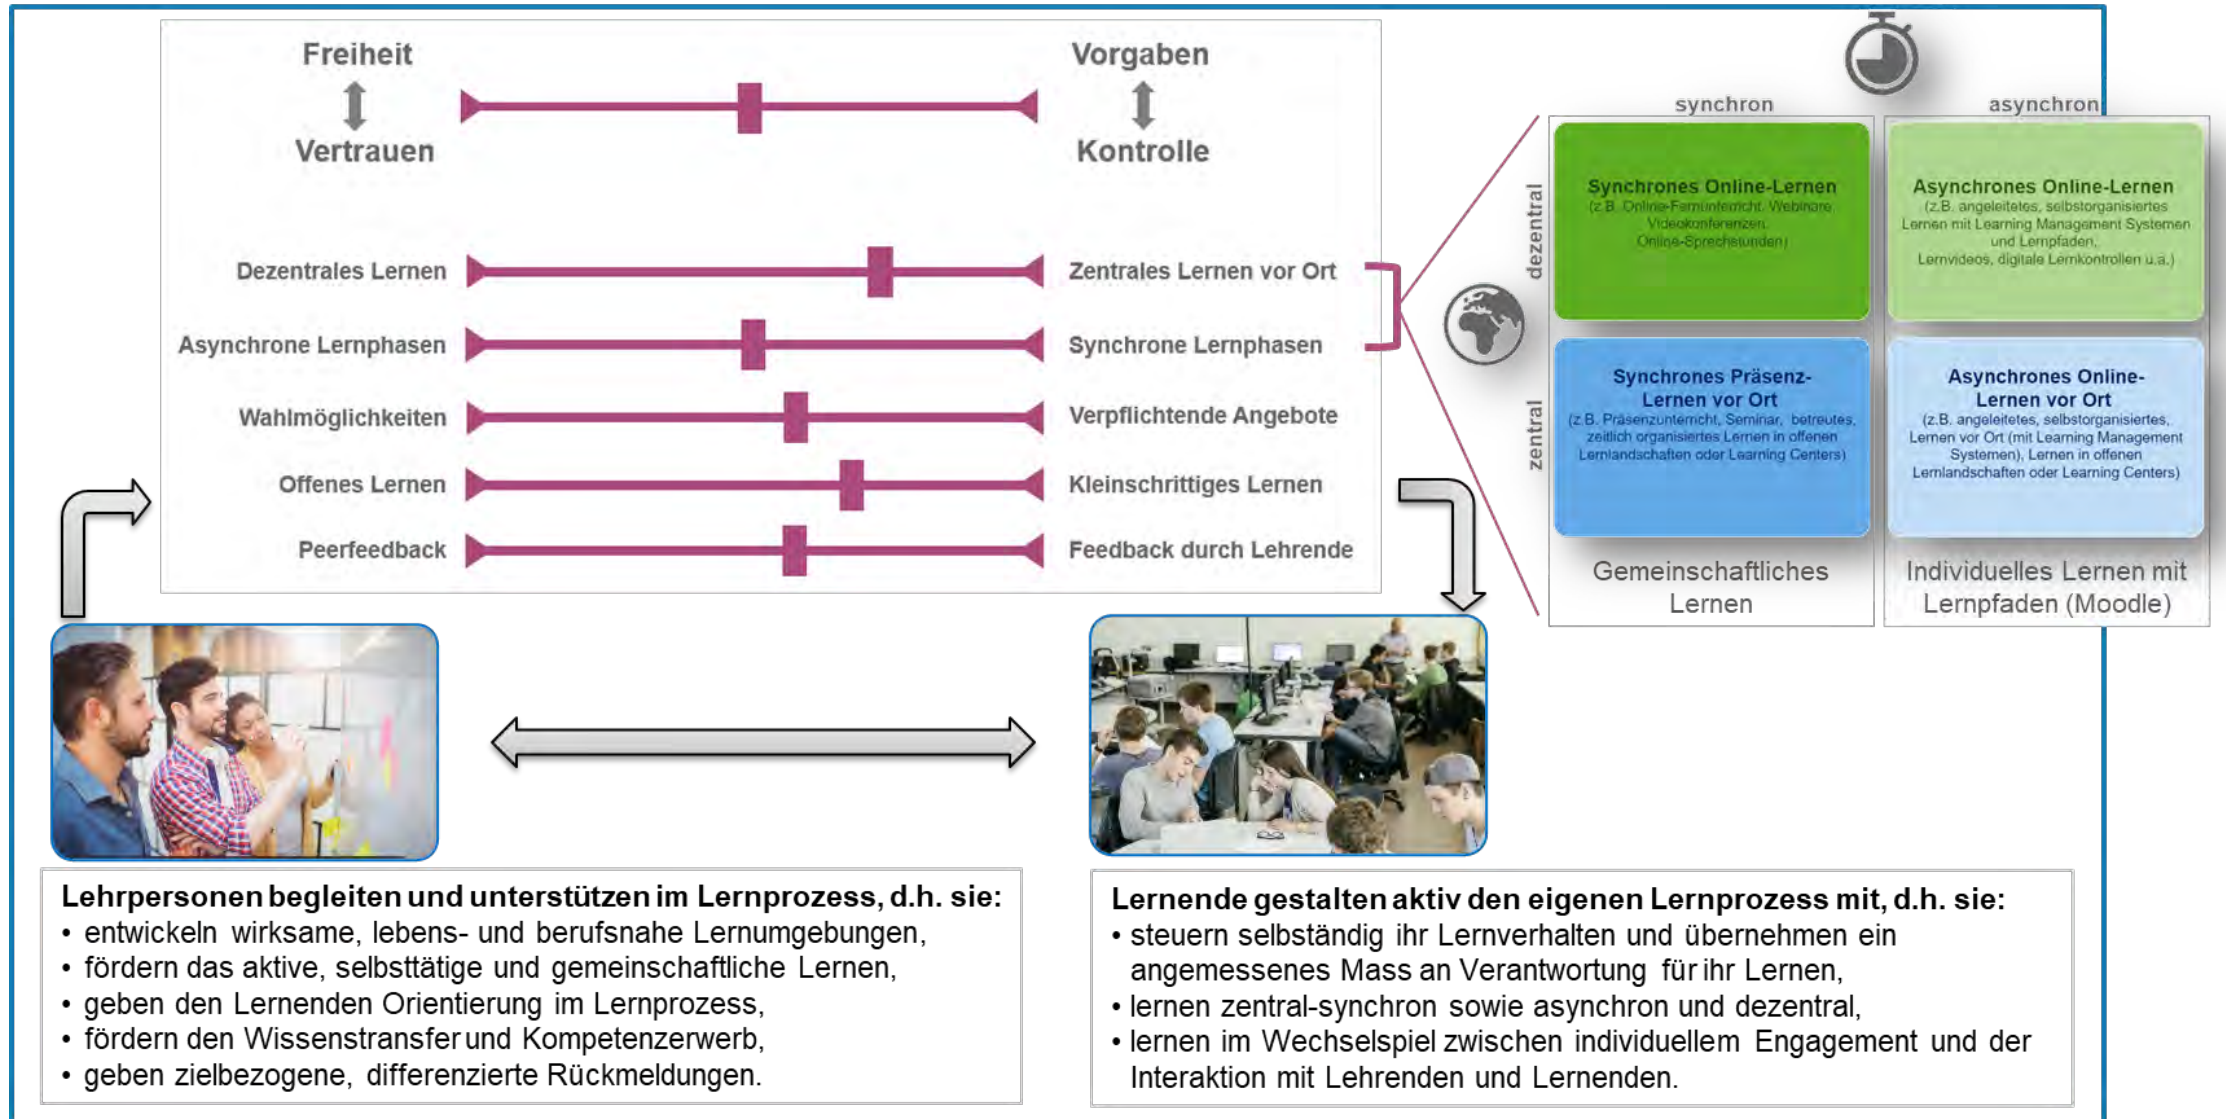 Freiheit
Vertrauen
Vorgaben
Kontrolle
Dezentrales Lernen
Zentrales Lernen vor Ort
Asynchrone Lernphasen
Synchrone Lernphasen
Wahlmöglichkeiten
Verpflichtende Angebote
Offenes Lernen
Kleinschrittiges Lernen
Peerfeedback
Feedback durch Lehrende
synchron
asynchron
dezentral
zentral
Synchrones Online-Lernen
(z.B. Online-Fernunterricht, Webinare,
Videokonferenzen,
Online-Sprechstunden)
Asynchrones Online-Lernen
(z.B. angeleitetes, selbstorganisiertes
Lernen mit Learning Management Systemen
und Lernpfaden,
Lernvideos, digitale Lernkontrollen u.a.)
Synchrones Präsenz-
Lernen vor Ort
(z.B. Präsenzunterricht, Seminar, betreutes,
zeitlich organisiertes Lernen in offenen
Lernlandschaften oder Learning Centers)
Asynchrones Online-
Lernen vor Ort
(z.B. angeleitetes, selbstorganisiertes,
Lernen vor Ort (mit Learning Management
Systemen), Lernen in offenen
Lernlandschaften oder Learning Centers)
Gemeinschaftliches
Lernen
Individuelles Lernen mit
Lernpfaden (Moodle)
Lehrpersonen begleiten und unterstützen im Lernprozess, d.h. sie:
• entwickeln wirksame, lebens- und berufsnahe Lernumgebungen,
• fördern das aktive, selbsttätige und gemeinschaftliche Lernen,
• geben den Lernenden Orientierung im Lernprozess,
• fördern den Wissenstransfer und Kompetenzerwerb,
• geben zielbezogene, differenzierte Rückmeldungen.
Lernende gestalten aktiv den eigenen Lernprozess mit, d.h. sie:
• steuern selbständig ihr Lernverhalten und übernehmen ein
angemessenes Mass an Verantwortung für ihr Lernen,
• lernen zentral-synchron sowie asynchron und dezentral,
• lernen im Wechselspiel zwischen individuellem Engagement und der
Interaktion mit Lehrenden und Lernenden.